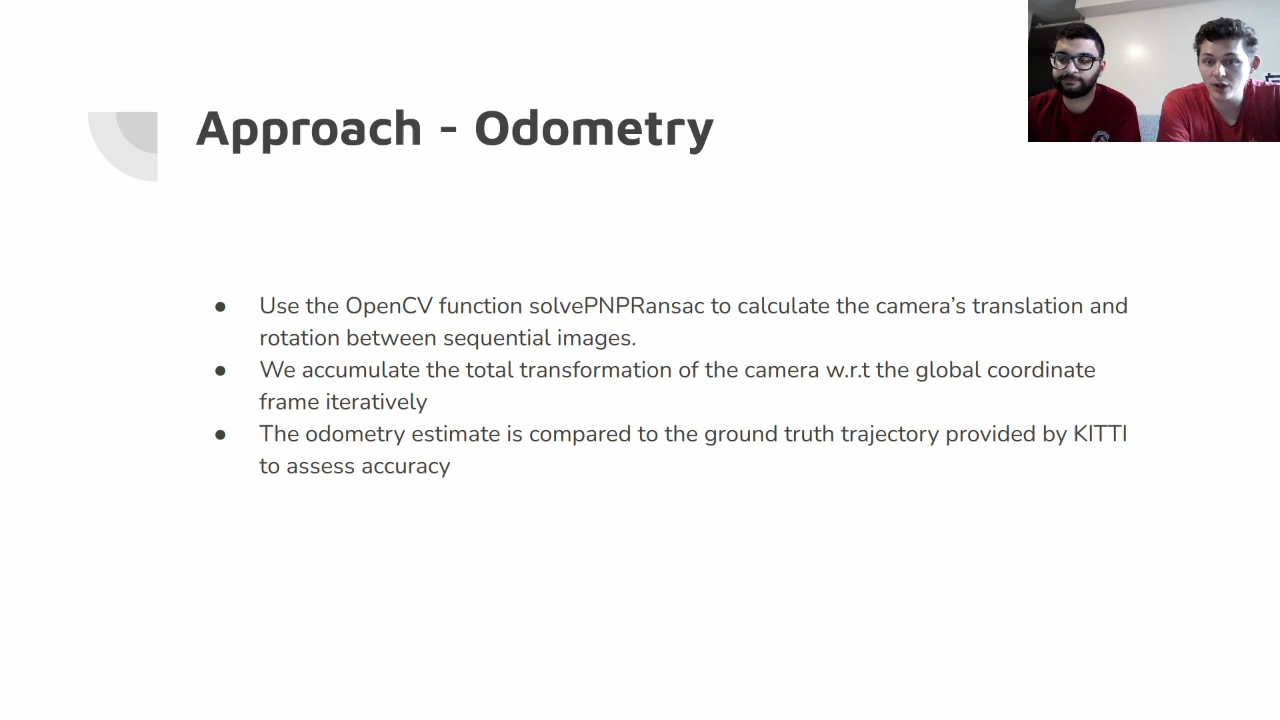 Approach - Odometry
● Use the OpenCV function solvePNPRansac to calculate the camera’s translation and
rotation between sequential images.
● We accumulate the total transformation of the camera w.r.t the global coordinate
frame iteratively
● The odometry estimate is compared to the ground truth trajectory provided by KITTI
to assess accuracy